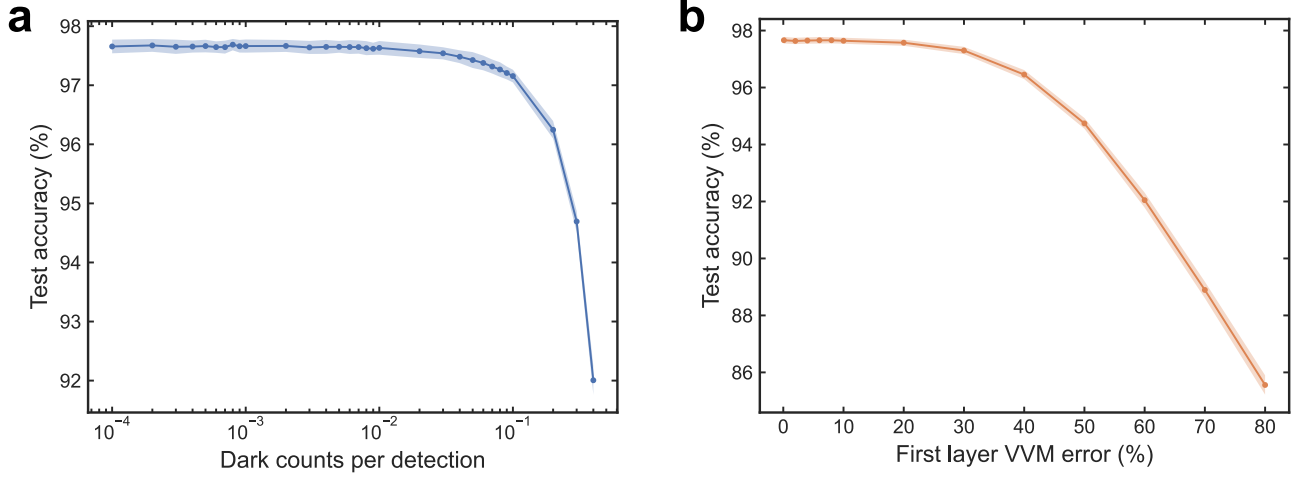 a
98
97
96
95
94
93
92
Test accuracy (%)
10⁻⁴ 10⁻³ 10⁻² 10⁻¹
Dark counts per detection
b
98
96
94
92
90
88
86
Test accuracy (%)
0 10 20 30 40 50 60 70 80
First layer VVM error (%)